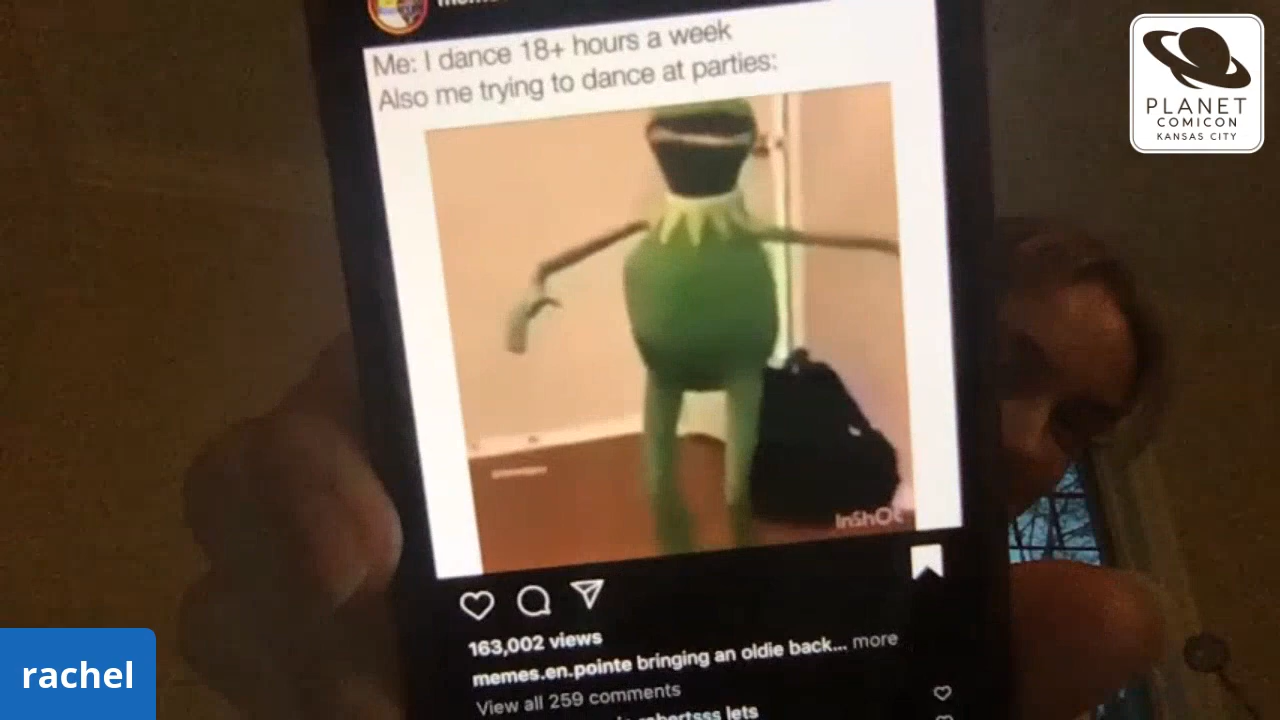 Me: I dance 18+ hours a week
Also me trying to dance at parties:
PLANET
COMICON
KANSAS CITY
InShOt
163,002 views
memes.en.pointe bringing an oldie back... more
View all 259 comments
lets
rachel